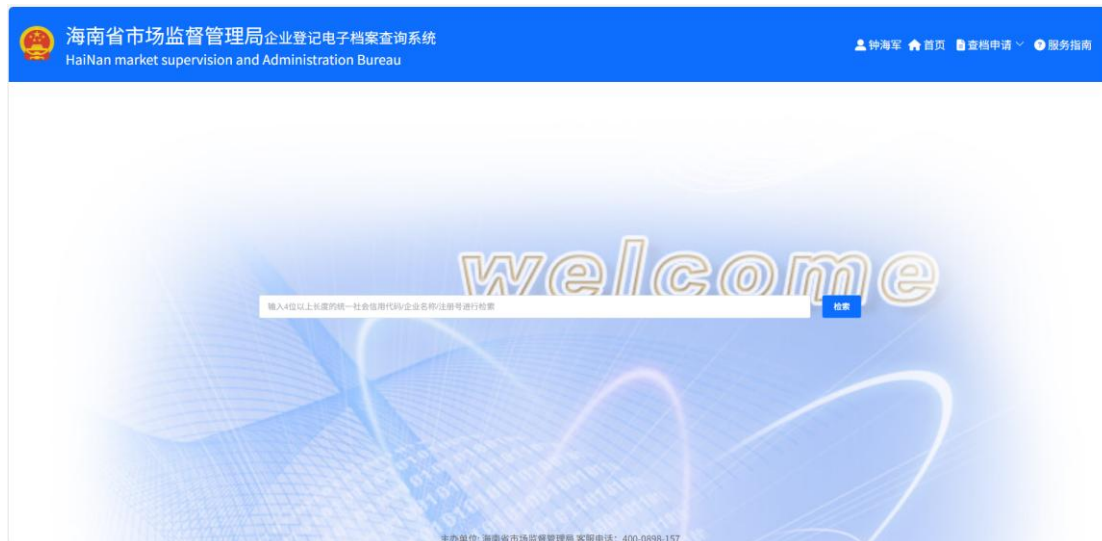 海南省市场监督管理局企业登记电子档案查询系统
HaiNan market supervision and Administration Bureau
钟海军 首页 查档申请 服务指南
welcome
输入4位以上长度的统一社会信用代码/企业名称/注册号进行检索
检索
主办单位: 海南省市场监督管理局 客服电话: 400-0898-157